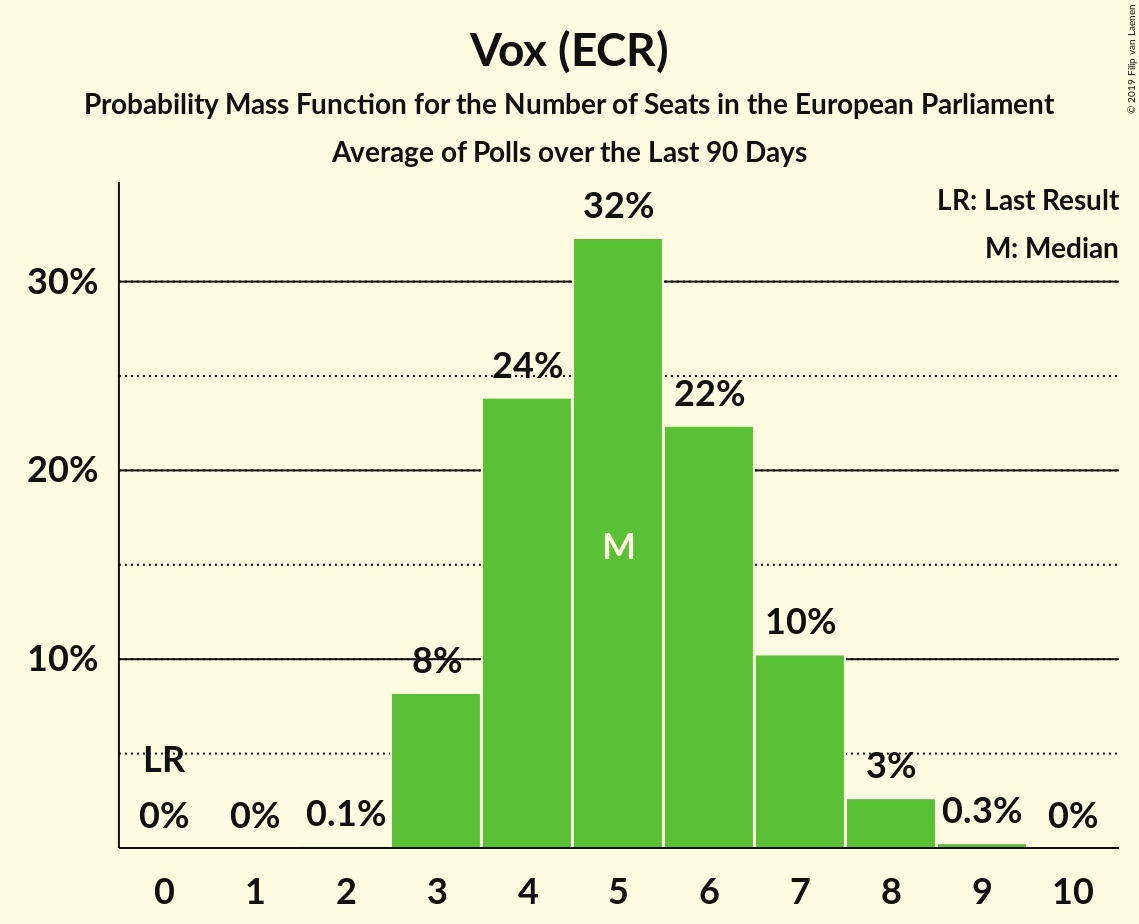 Vox (ECR)
Probability Mass Function for the Number of Seats in the European Parliament
Average of Polls over the Last 90 Days
© 2019 Filip van Laenen
LR: Last Result
M: Median
30%
20%
10%
LR
0%
0%
0.1%
8%
24%
32%
M
22%
10%
3%
0.3%
0%
0 1 2 3 4 5 6 7 8 9 10